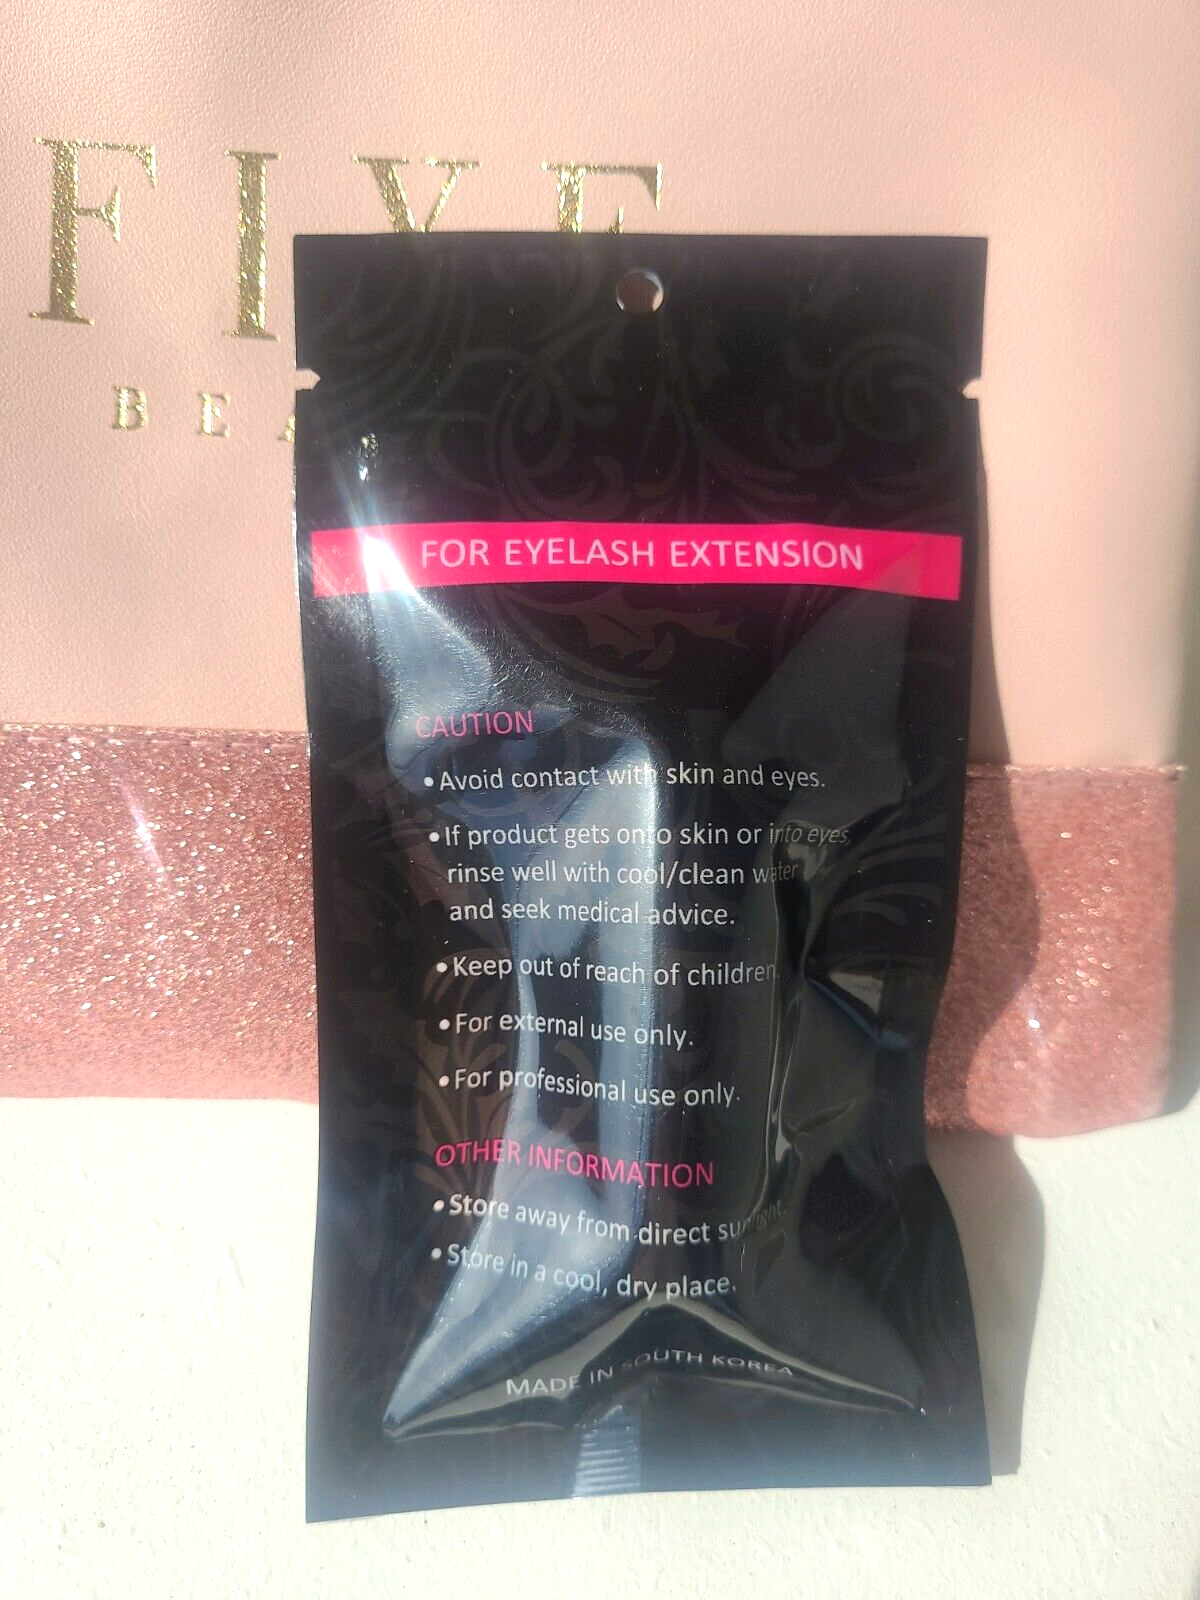 FIVE
BEA
FOR EYELASH EXTENSION
CAUTION
• Avoid contact with skin and eyes.
• If product gets onto skin or into eyes,
rinse well with cool/clean water
and seek medical advice.
• Keep out of reach of children.
• For external use only.
• For professional use only.
OTHER INFORMATION
• Store away from direct sunlight.
• Store in a cool, dry place.
MADE IN SOUTH KOREA